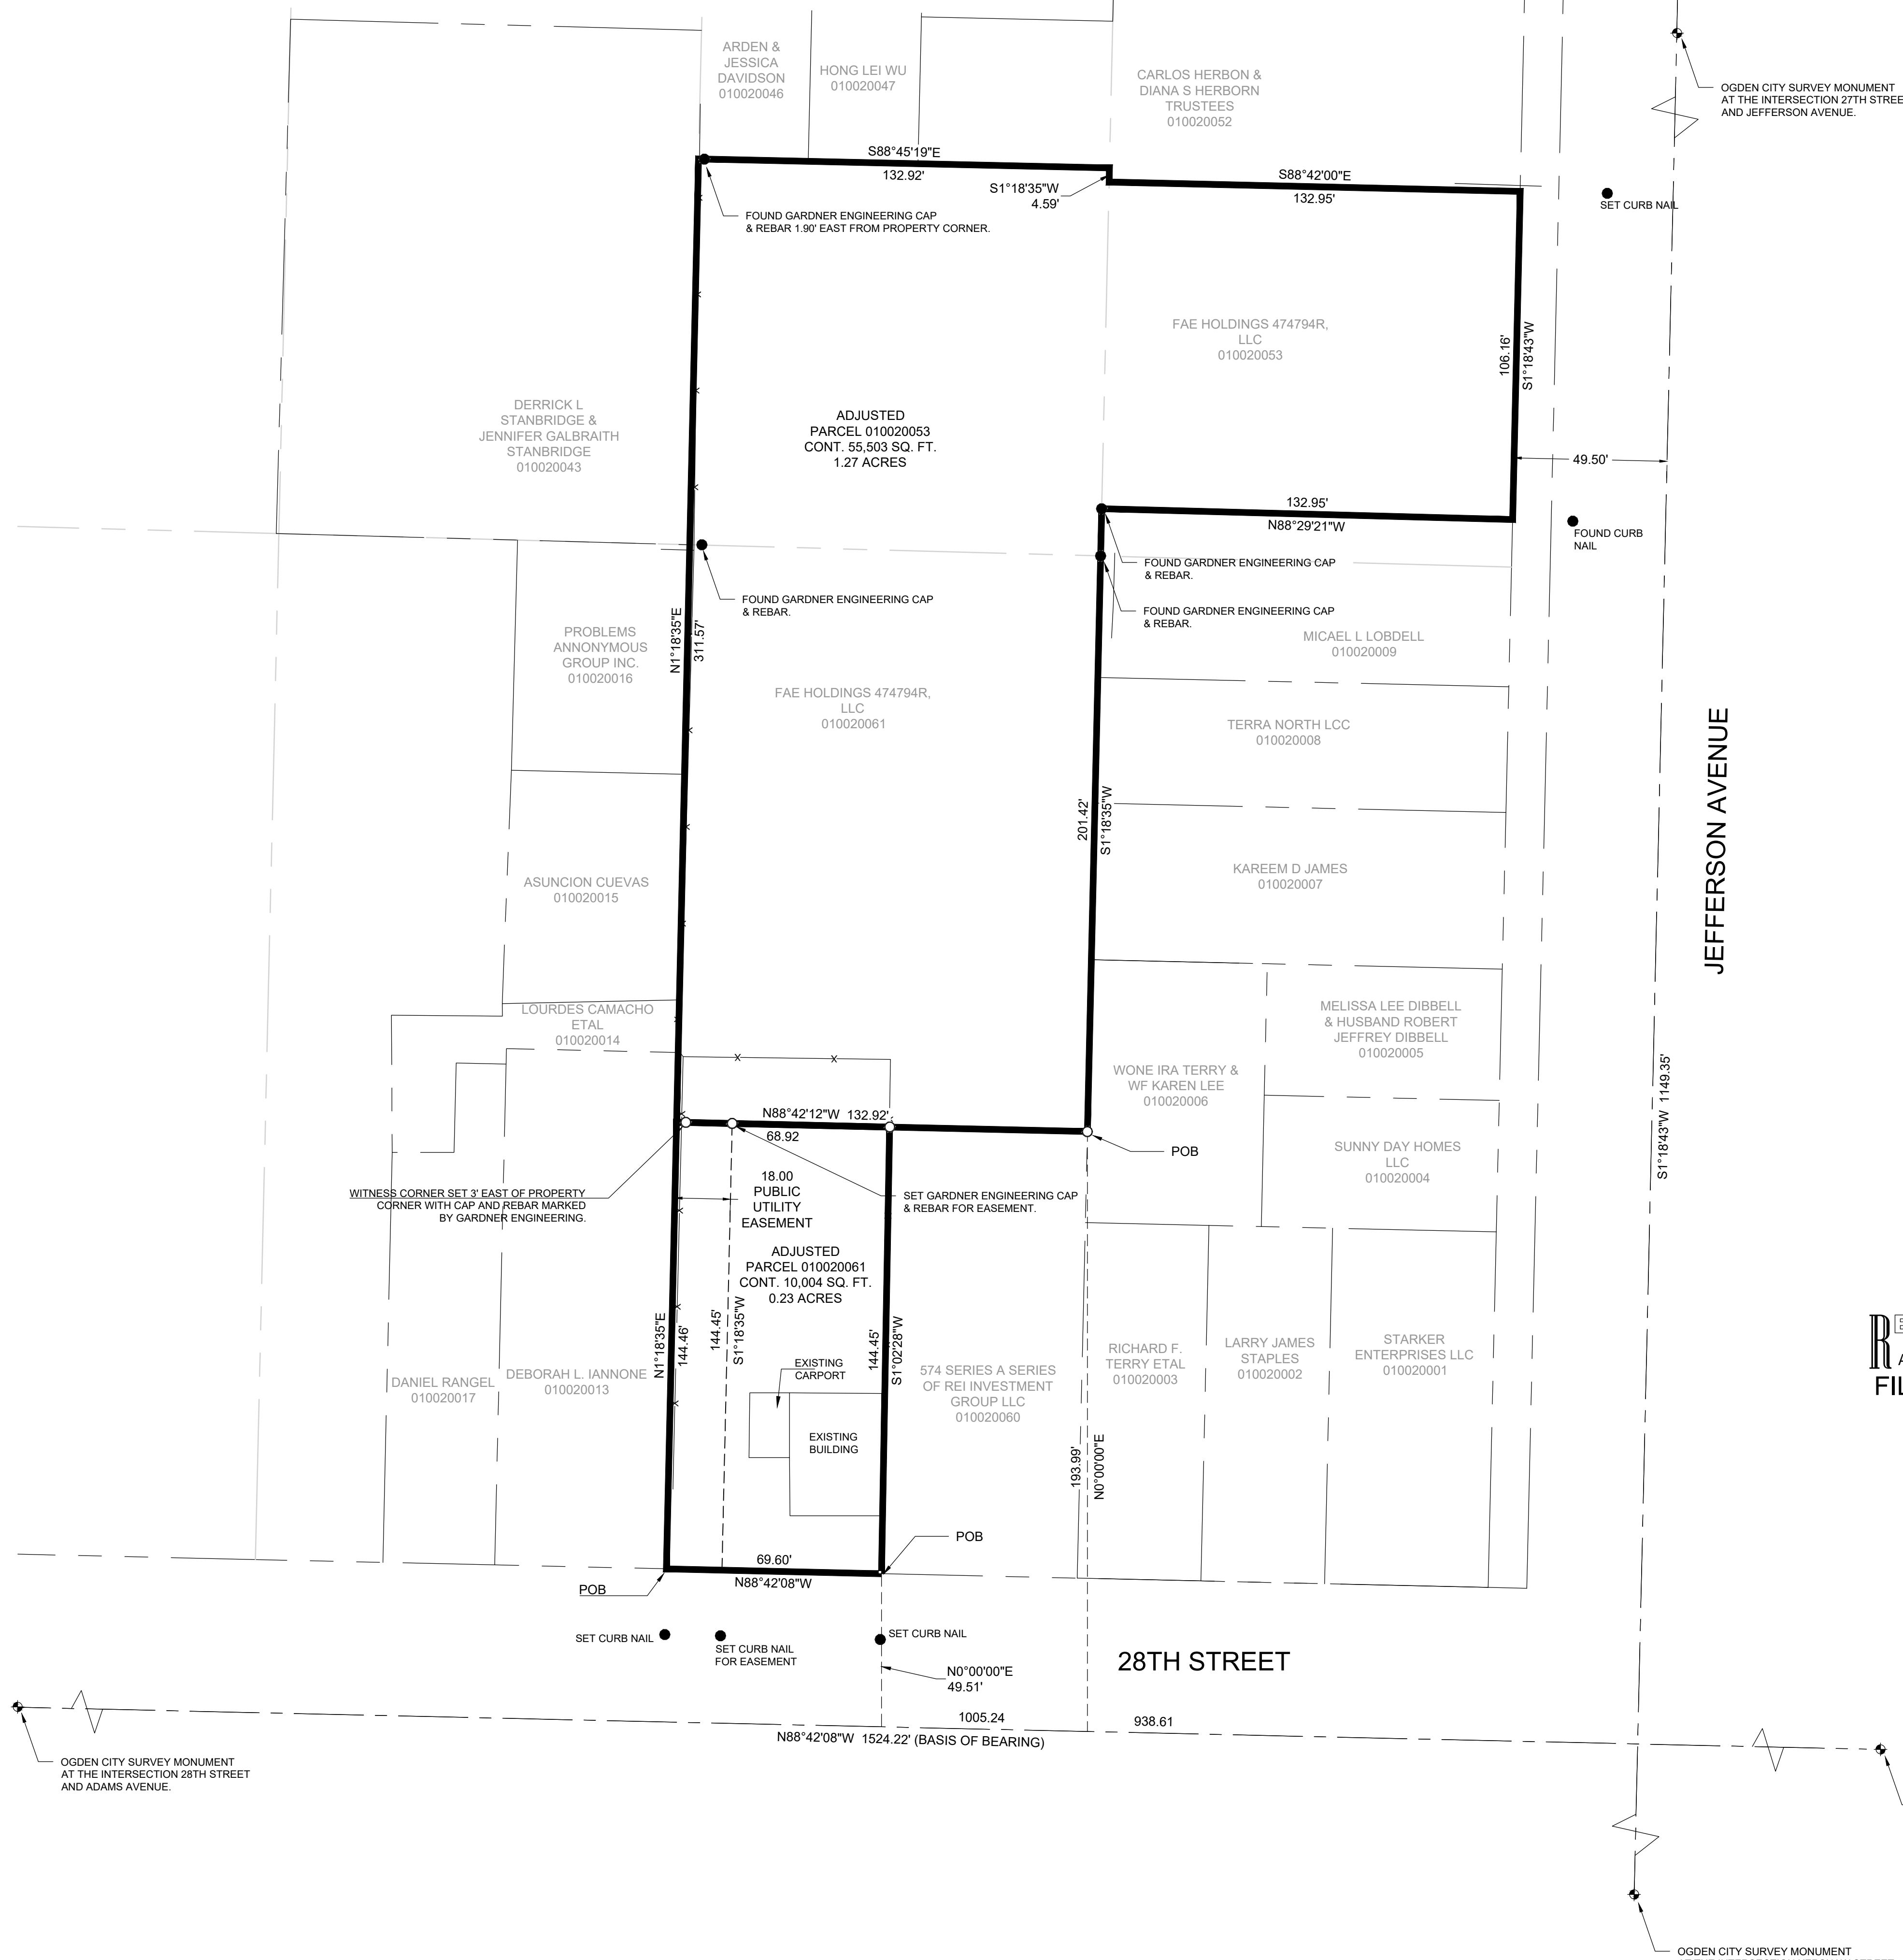 ARDEN &
JESSICA
DAVIDSON
010020046
HONG LEI WU
010020047
CARLOS HERBON &
DIANA S HERBORN
TRUSTEES
010020052
OGDEN CITY SURVEY MONUMENT
AT THE INTERSECTION 27TH STREE
AND JEFFERSON AVENUE.
S88°45'19"E
132.92'
S1°18'35"W
4.59'
S88°42'00"E
132.95'
SET CURB NAIL
FOUND GARDNER ENGINEERING CAP
& REBAR 1.90' EAST FROM PROPERTY CORNER.
FAE HOLDINGS 474794R,
LLC
010020053
106.16'
S1°18'43"W
DERRICK L
STANBRIDGE &
JENNIFER GALBRAITH
STANBRIDGE
010020043
ADJUSTED
PARCEL 010020053
CONT. 55,503 SQ. FT.
1.27 ACRES
49.50'
132.95'
N88°29'21"W
FOUND CURB
NAIL
FOUND GARDNER ENGINEERING CAP
& REBAR.
FOUND GARDNER ENGINEERING CAP
& REBAR.
FOUND GARDNER ENGINEERING CAP
& REBAR.
N1°18'35"E
311.57'
PROBLEMS
ANNONYMOUS
GROUP INC.
010020016
MICAEL L LOBDELL
010020009
FAE HOLDINGS 474794R,
LLC
010020061
TERRA NORTH LCC
010020008
JEFFERSON AVENUE
201.42'
S1°18'35"W
KAREEM D JAMES
010020007
ASUNCION CUEVAS
010020015
LOURDES CAMACHO
ETAL
010020014
MELISSA LEE DIBBELL
& HUSBAND ROBERT
JEFFREY DIBBELL
010020005
WONE IRA TERRY &
WF KAREN LEE
010020006
S1°18'43"W 1149.35'
N88°42'12"W 132.92'
68.92
POB
SUNNY DAY HOMES
LLC
010020004
18.00
PUBLIC
UTILITY
EASEMENT
WITNESS CORNER SET 3' EAST OF PROPERTY
CORNER WITH CAP AND REBAR MARKED
BY GARDNER ENGINEERING.
SET GARDNER ENGINEERING CAP
& REBAR FOR EASEMENT.
ADJUSTED
PARCEL 010020061
CONT. 10,004 SQ. FT.
0.23 ACRES
N1°18'35"E
144.46'
144.45'
S1°18'35"W
144.45'
S1°02'28"W
EXISTING
CARPORT
EXISTING
BUILDING
DANIEL RANGEL
010020017
DEBORAH L. IANNONE
010020013
574 SERIES A SERIES
OF REI INVESTMENT
GROUP LLC
010020060
RICHARD F.
TERRY ETAL
010020003
LARRY JAMES
STAPLES
010020002
STARKER
ENTERPRISES LLC
010020001
R
FIL
193.99'
N0°00'00"E
POB
69.60'
N88°42'08"W
POB
SET CURB NAIL
SET CURB NAIL
FOR EASEMENT
SET CURB NAIL
28TH STREET
N0°00'00"E
49.51'
1005.24
938.61
N88°42'08"W 1524.22' (BASIS OF BEARING)
OGDEN CITY SURVEY MONUMENT
AT THE INTERSECTION 28TH STREET
AND ADAMS AVENUE.
OGDEN CITY SURVEY MONUMENT